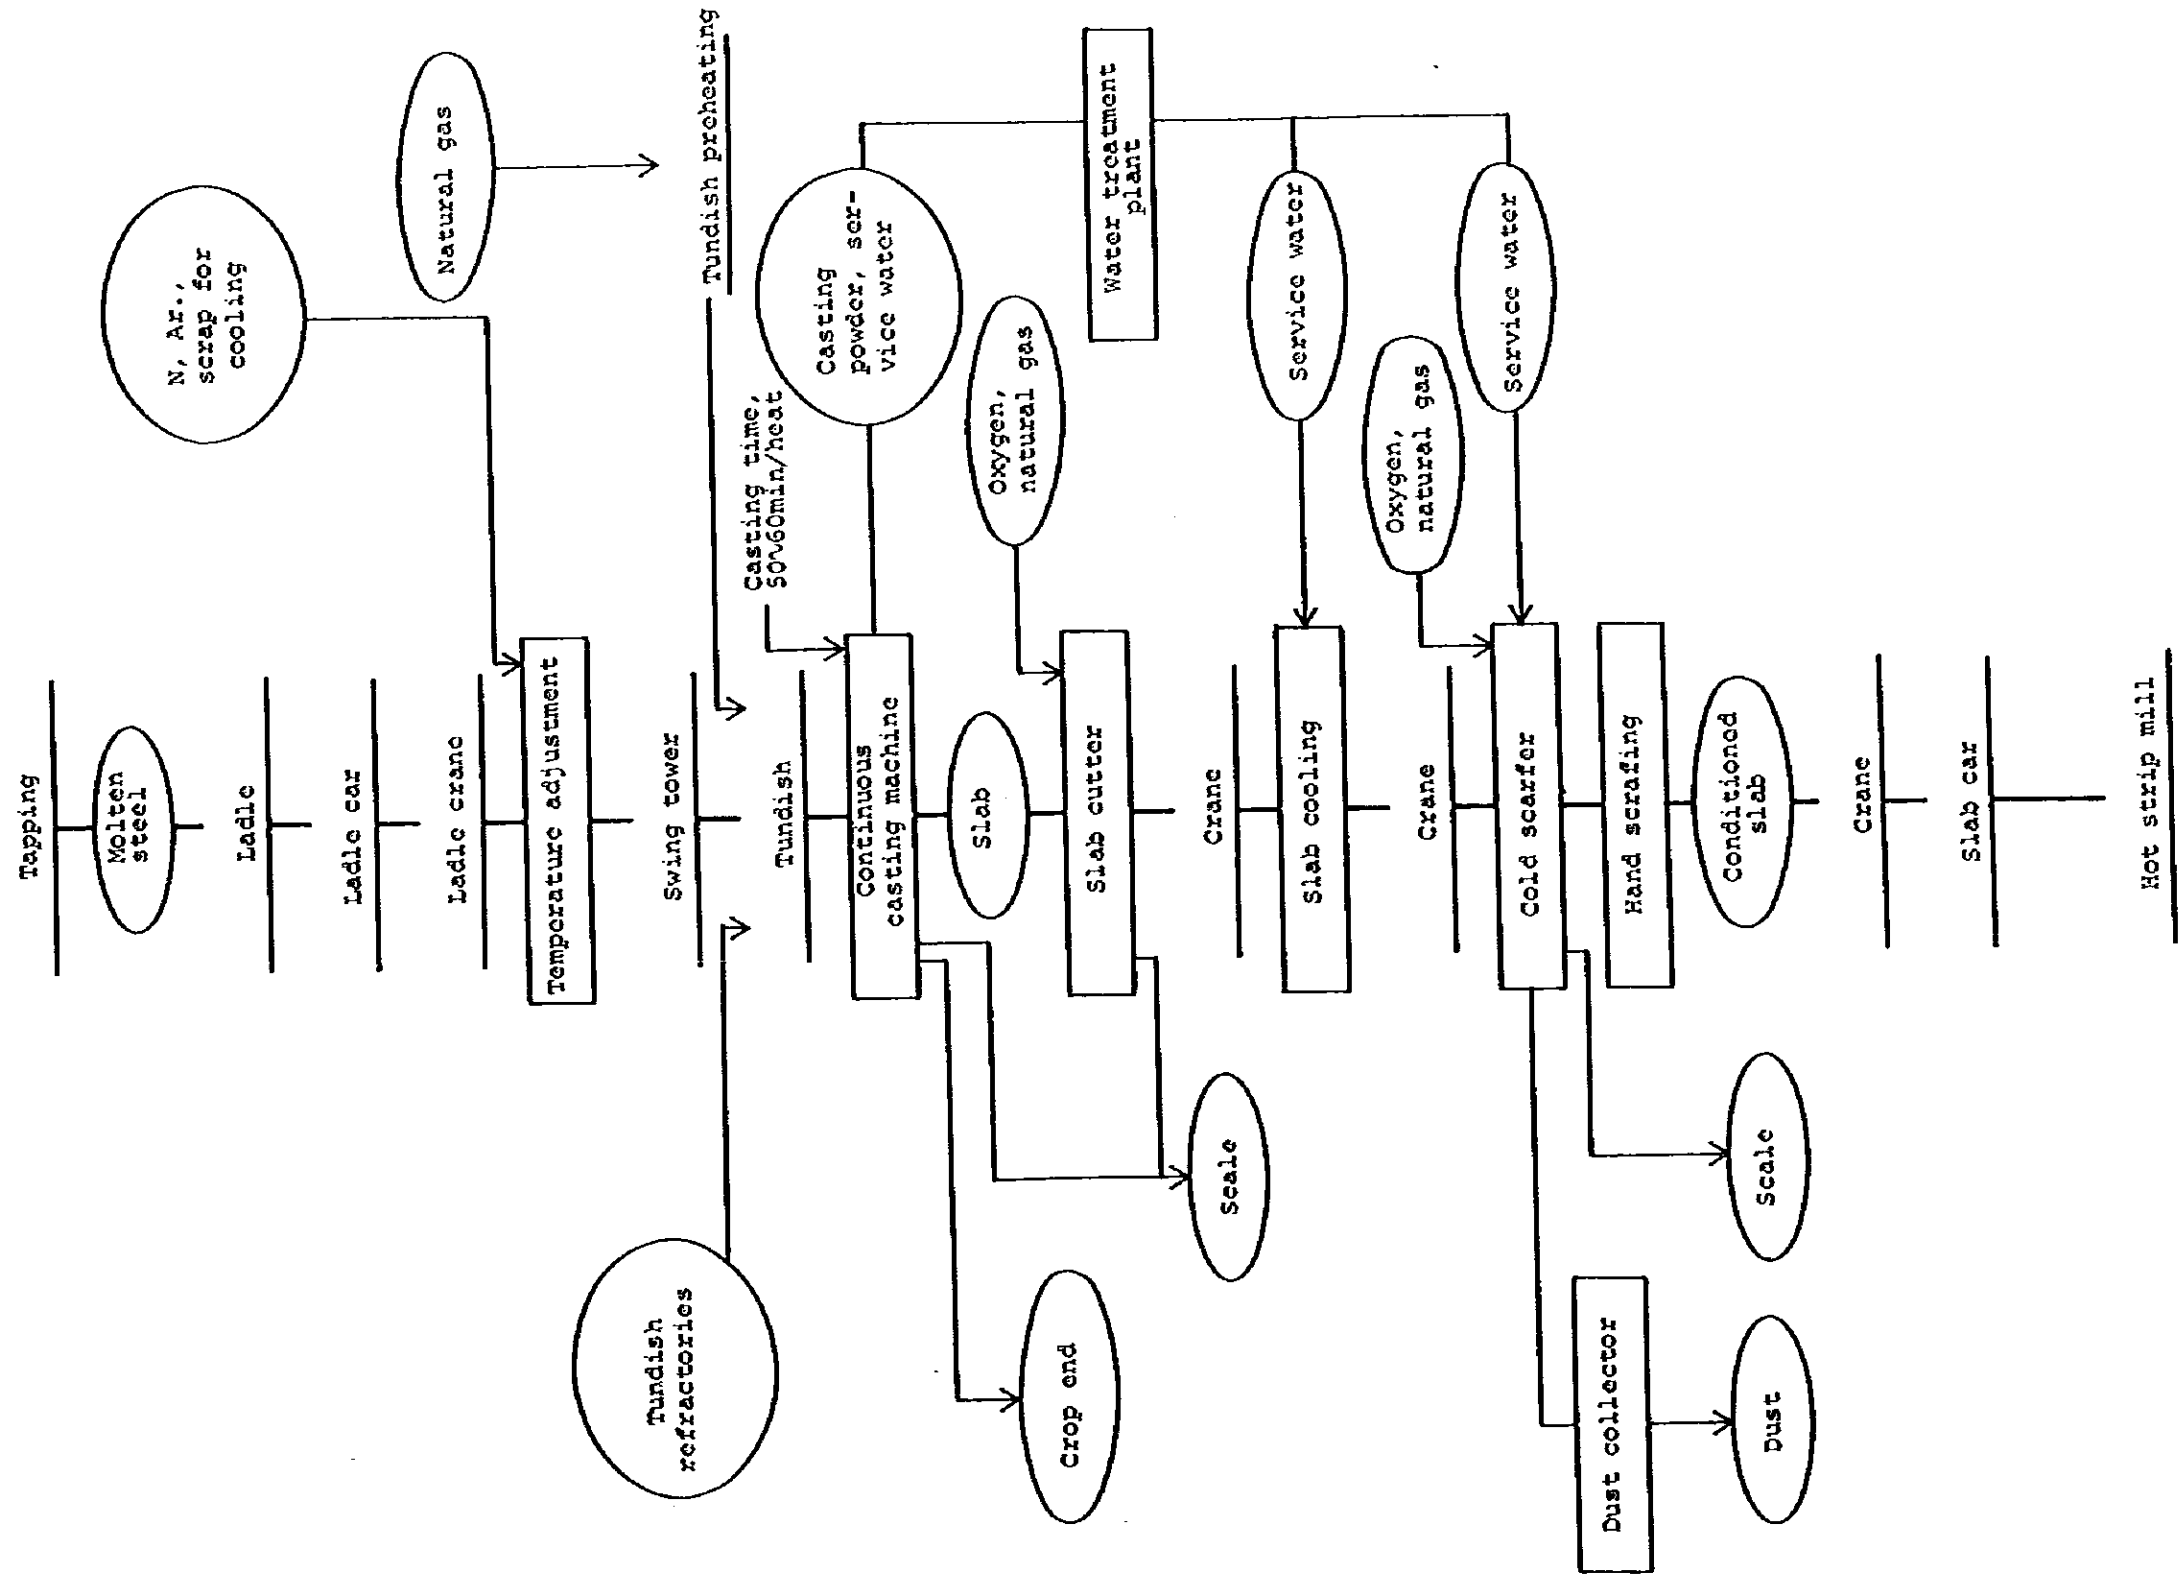 Tapping
Molten
steel
Ladle
Ladle car
Ladle crane
N, Ar.,
scrap for
cooling
Temperature adjustment
Natural gas
Swing tower
Tundish preheating
Tundish
refractories
Tundish
Casting time,
50~60min/heat
Continuous
casting machine
Casting
powder, ser-
vice water
Slab
Oxygen,
natural gas
Slab cutter
Crop end
Scale
Water treatment
plant
Crane
Slab cooling
Service water
Crane
Oxygen,
natural gas
Cold scarfer
Service water
Hand scrafing
Conditioned
slab
Dust collector
Dust
Scale
Crane
Slab car
Hot strip mill